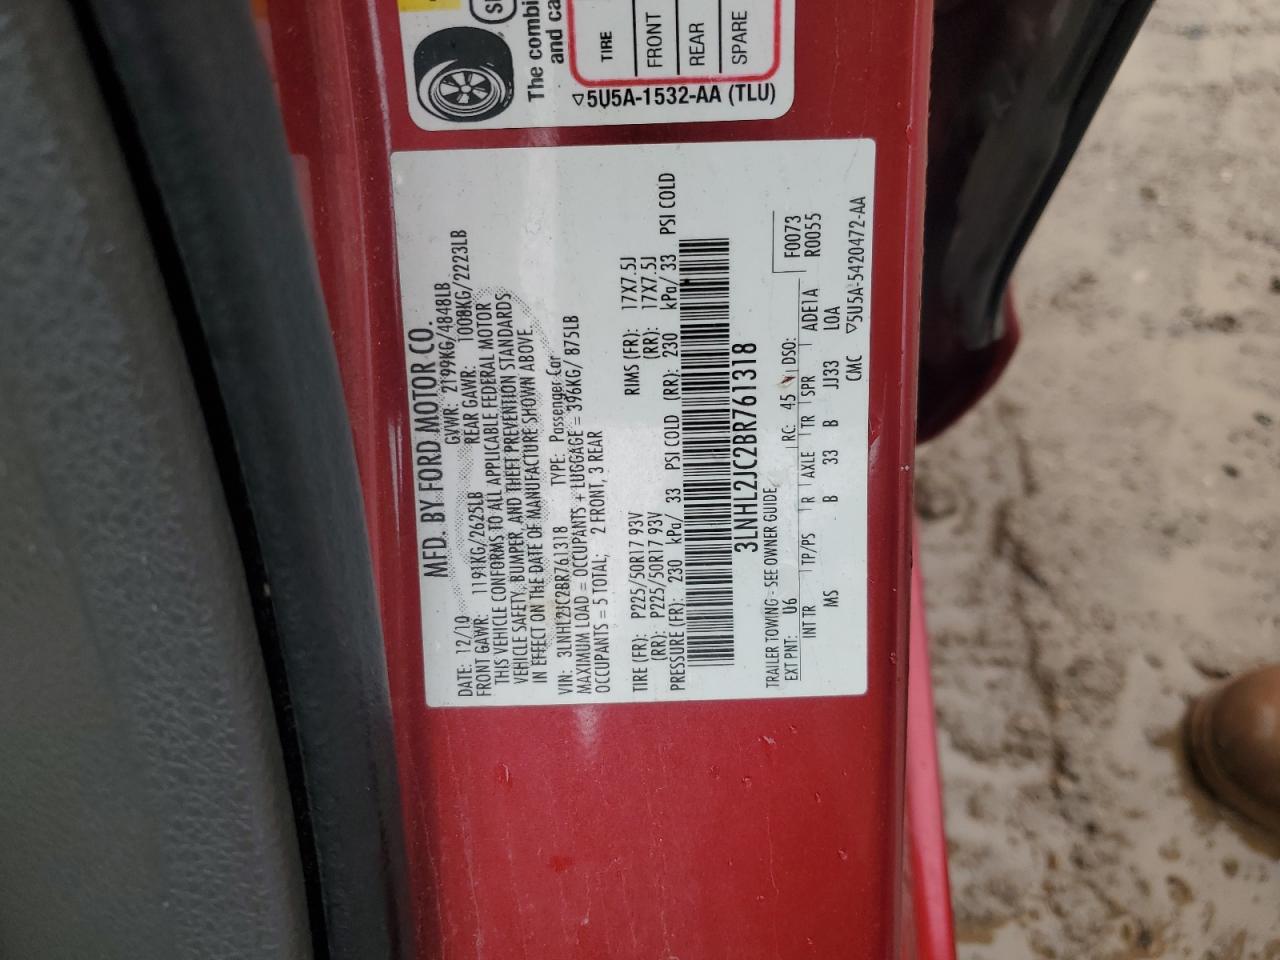 The combi
and ca
TIRE
FRONT
REAR
SPARE
▽5U5A-1532-AA (TLU)
MFD. BY FORD MOTOR CO.
DATE: 12/10 GVWR: 2199KG/4848LB
FRONT GAWR: 1191KG/2625LB REAR GAWR: 1008KG/2223LB
THIS VEHICLE CONFORMS TO ALL APPLICABLE FEDERAL MOTOR
VEHICLE SAFETY, BUMPER, AND THEFT PREVENTION STANDARDS
IN EFFECT ON THE DATE OF MANUFACTURE SHOWN ABOVE.
VIN: 3LNHL2JC2BR761318 TYPE: Passenger Car
MAXIMUM LOAD = OCCUPANTS + LUGGAGE = 396KG/ 875LB
OCCUPANTS = 5 TOTAL, 2 FRONT, 3 REAR
TIRE (FR): P225/50R17 93V RIMS (FR): 17X7.5J
(RR): P225/50R17 93V (RR): 17X7.5J
PRESSURE (FR): 230 kPa/ 33 PSI COLD (RR): 230 kPa/ 33 PSI COLD
3LNHL2JC2BR761318
TRAILER TOWING - SEE OWNER GUIDE
F0073
EXT PNT: U6 RC: 45 DSO: R0055
INT TR TP/PS R AXLE TR SPR ADE1A
MS B 33 B JJ33 LOA
CMC ▽5U5A-5420472-AA